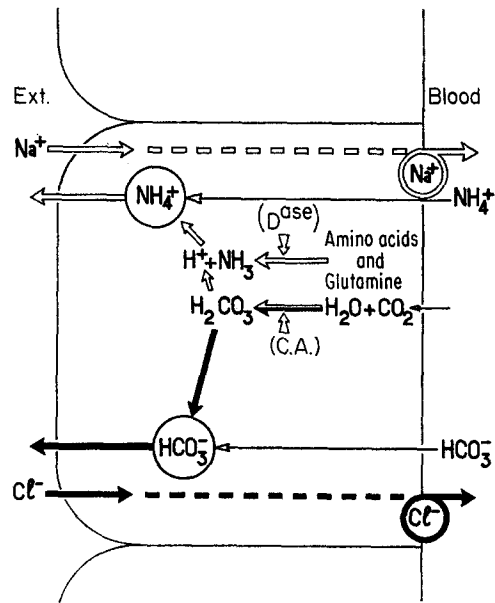 Ext. Blood
Na⁺ Na⁺
NH₄⁺ NH₄⁺
(Dᵃˢᵉ)
H⁺+NH₃ Amino acids
and
Glutamine
H₂CO₃ H₂O+CO₂
(C.A.)
HCO₃⁻ HCO₃⁻
Cℓ⁻ Cℓ⁻